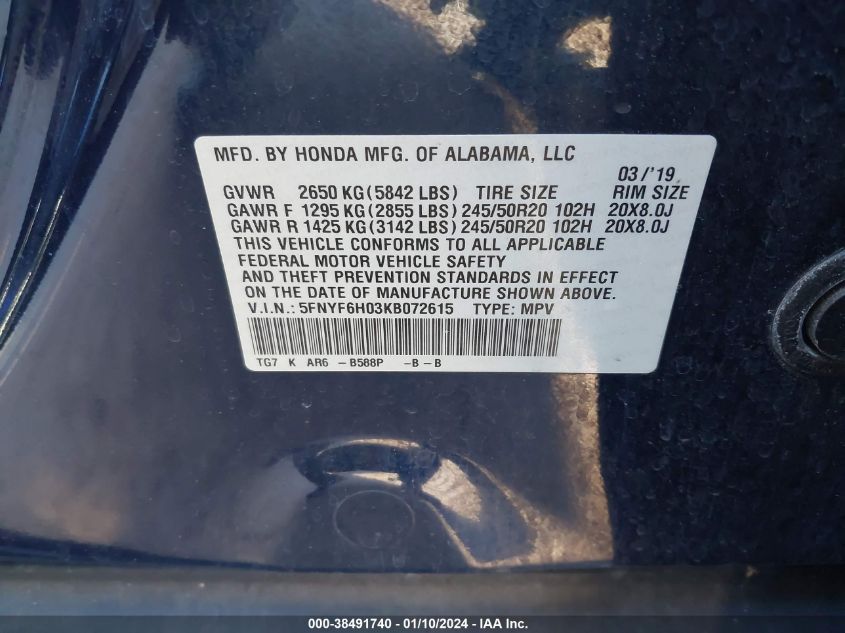 MFD. BY HONDA MFG. OF ALABAMA, LLC
03/'19
GVWR 2650 KG(5842 LBS) TIRE SIZE RIM SIZE
GAWR F 1295 KG(2855 LBS)245/50R20 102H 20X8.0J
GAWR R 1425 KG(3142 LBS)245/50R20 102H 20X8.0J
THIS VEHICLE CONFORMS TO ALL APPLICABLE
FEDERAL MOTOR VEHICLE SAFETY
AND THEFT PREVENTION STANDARDS IN EFFECT
ON THE DATE OF MANUFACTURE SHOWN ABOVE.
V.I.N.: 5FNYF6H03KB072615 TYPE: MPV
TG7 K AR6 -B588P -B-B
000-38491740 - 01/10/2024 - IAA Inc.